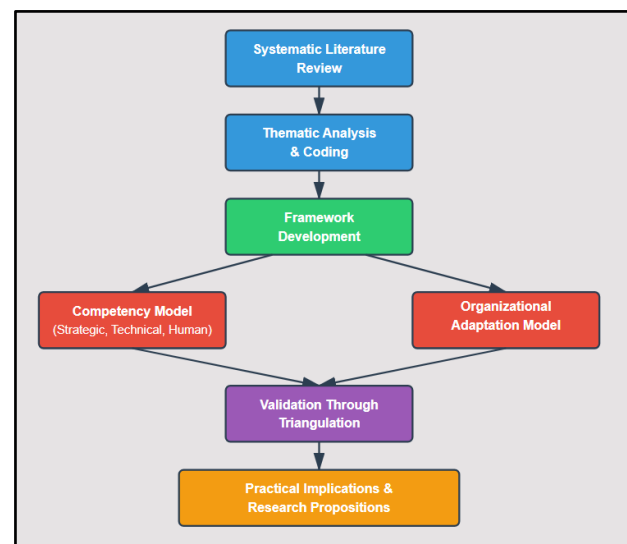 Systematic Literature
Review
Thematic Analysis
& Coding
Framework
Development
Competency Model
(Strategic, Technical, Human)
Organizational
Adaptation Model
Validation Through
Triangulation
Practical Implications &
Research Propositions